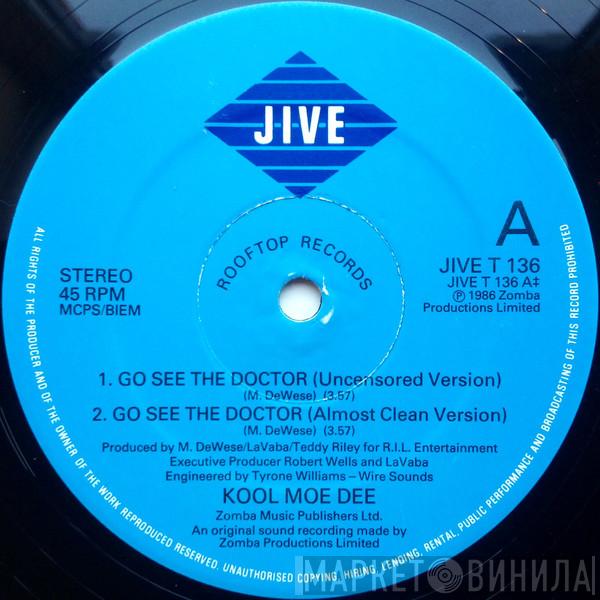 JIVE
ROOFTOP RECORDS
A
STEREO
45 RPM
MCPS/BIEM
JIVE T 136
JIVE T 136 A‡
℗ 1986 Zomba
Productions Limited
1. GO SEE THE DOCTOR (Uncensored Version)
(M. DeWese) (3.57)
2. GO SEE THE DOCTOR (Almost Clean Version)
(M. DeWese) (3.57)
Produced by M. DeWese/LaVaba/Teddy Riley for R.I.L. Entertainment
Executive Producer Robert Wells and LaVaba
Engineered by Tyrone Williams – Wire Sounds
KOOL MOE DEE
Zomba Music Publishers Ltd.
An original sound recording made by
Zomba Productions Limited
ALL RIGHTS OF THE PRODUCER AND OF THE OWNER OF THE WORK REPRODUCED RESERVED. UNAUTHORISED COPYING, HIRING, LENDING, RENTAL, PUBLIC PERFORMANCE AND BROADCASTING OF THIS RECORD PROHIBITED
МАРКЕТ ВИНИЛА